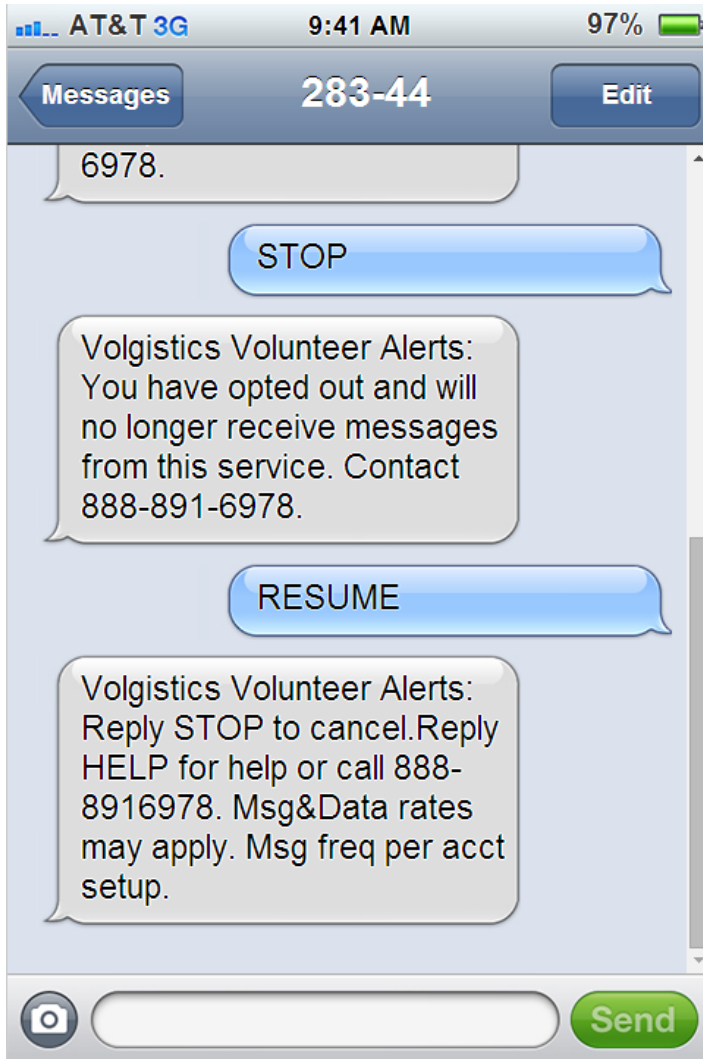 AT&T 3G 9:41 AM 97%
Messages 283-44 Edit
6978.
STOP
Volgistics Volunteer Alerts:
You have opted out and will
no longer receive messages
from this service. Contact
888-891-6978.
RESUME
Volgistics Volunteer Alerts:
Reply STOP to cancel.Reply
HELP for help or call 888-
8916978. Msg&Data rates
may apply. Msg freq per acct
setup.
Send